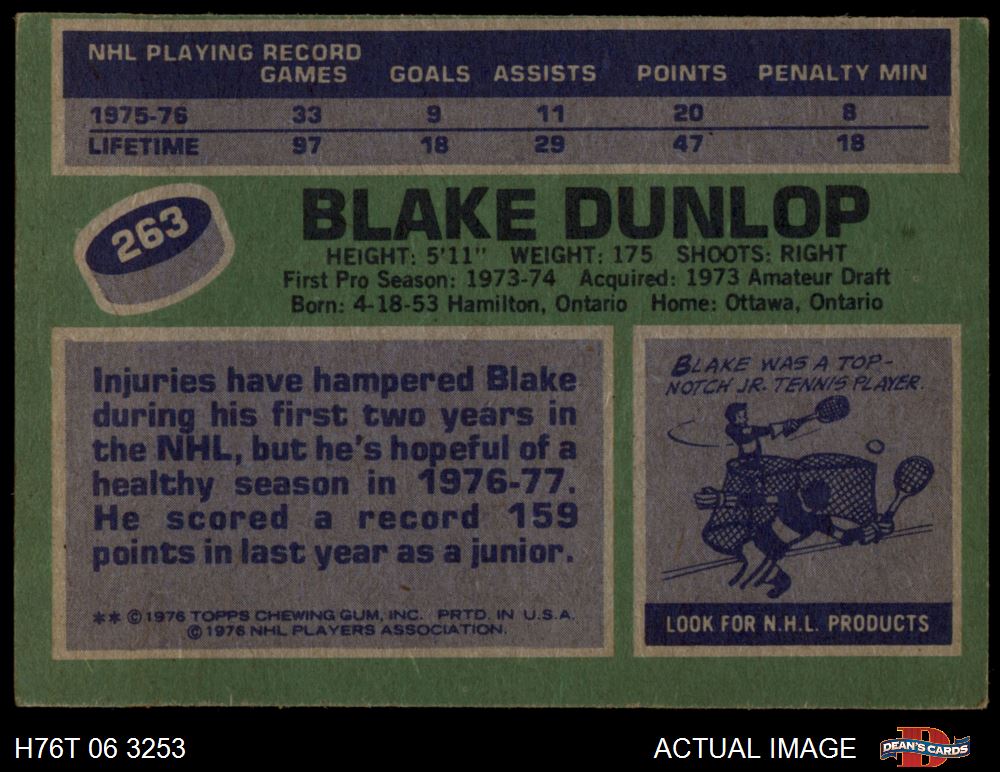 NHL PLAYING RECORD
GAMES GOALS ASSISTS POINTS PENALTY MIN
1975-76 33 9 11 20 8
LIFETIME 97 18 29 47 18
263
BLAKE DUNLOP
HEIGHT: 5'11" WEIGHT: 175 SHOOTS: RIGHT
First Pro Season: 1973-74 Acquired: 1973 Amateur Draft
Born: 4-18-53 Hamilton, Ontario Home: Ottawa, Ontario
Injuries have hampered Blake
during his first two years in
the NHL, but he's hopeful of a
healthy season in 1976-77.
He scored a record 159
points in last year as a junior.
** © 1976 TOPPS CHEWING GUM, INC. PRTD. IN U.S.A.
© 1976 NHL PLAYERS ASSOCIATION.
BLAKE WAS A TOP-
NOTCH JR. TENNIS PLAYER.
LOOK FOR N.H.L. PRODUCTS
H76T 06 3253
ACTUAL IMAGE
D
DEAN'S CARDS